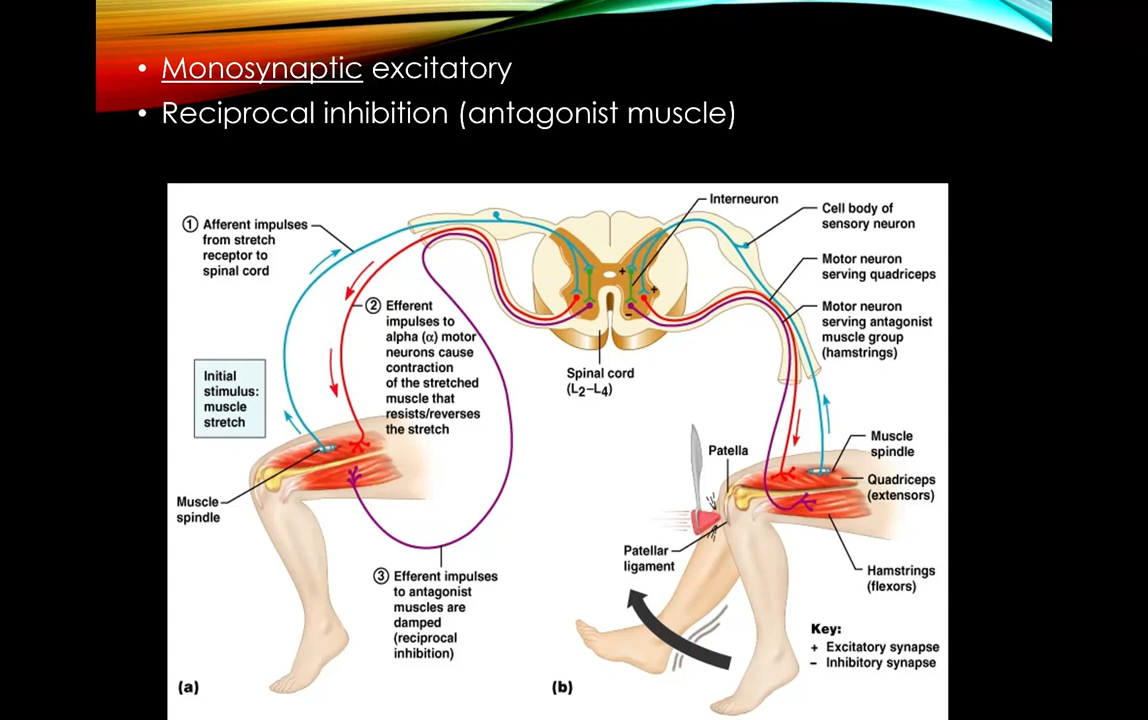 • Monosynaptic excitatory
• Reciprocal inhibition (antagonist muscle)
① Afferent impulses
from stretch
receptor to
spinal cord
② Efferent
impulses to
alpha (α) motor
neurons cause
contraction
of the stretched
muscle that
resists/reverses
the stretch
Initial
stimulus:
muscle
stretch
Muscle
spindle
③ Efferent impulses
to antagonist
muscles are
damped
(reciprocal
inhibition)
(a)
Interneuron
Cell body of
sensory neuron
Motor neuron
serving quadriceps
Motor neuron
serving antagonist
muscle group
(hamstrings)
+
+
–
Spinal cord
(L2–L4)
Patella
Muscle
spindle
Quadriceps
(extensors)
Patellar
ligament
Hamstrings
(flexors)
Key:
+ Excitatory synapse
– Inhibitory synapse
(b)